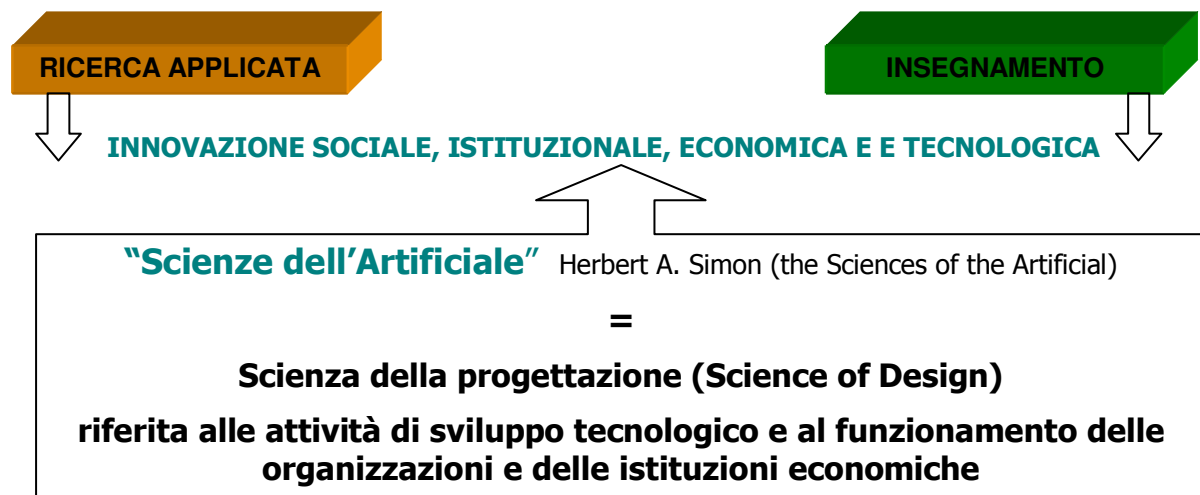 RICERCA APPLICATA
INSEGNAMENTO
INNOVAZIONE SOCIALE, ISTITUZIONALE, ECONOMICA E E TECNOLOGICA
“Scienze dell’Artificiale” Herbert A. Simon (the Sciences of the Artificial)
=
Scienza della progettazione (Science of Design)
riferita alle attività di sviluppo tecnologico e al funzionamento delle
organizzazioni e delle istituzioni economiche